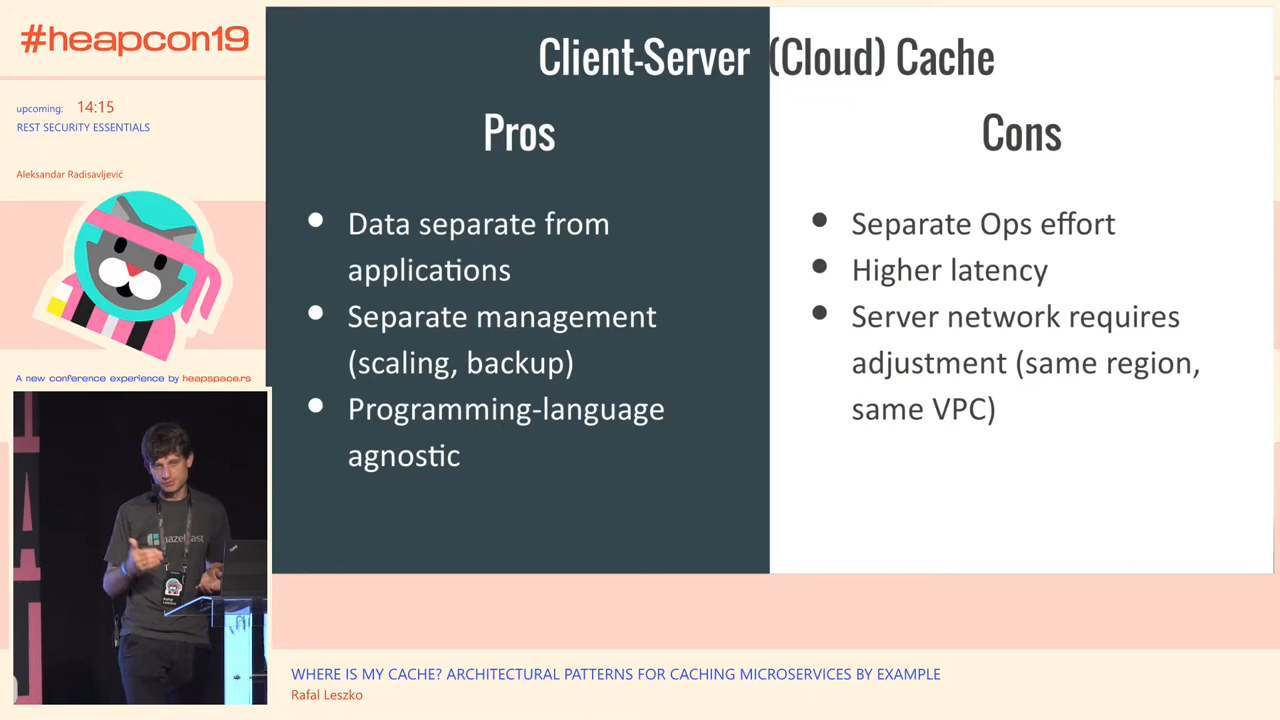 #heapcon19
upcoming: 14:15
REST SECURITY ESSENTIALS
Aleksandar Radisavljević
A new conference experience by heapspace.rs
Client-Server (Cloud) Cache
Pros
● Data separate from
applications
● Separate management
(scaling, backup)
● Programming-language
agnostic
Cons
● Separate Ops effort
● Higher latency
● Server network requires
adjustment (same region,
same VPC)
hazelcast
Rafal
Leszko
WHERE IS MY CACHE? ARCHITECTURAL PATTERNS FOR CACHING MICROSERVICES BY EXAMPLE
Rafal Leszko